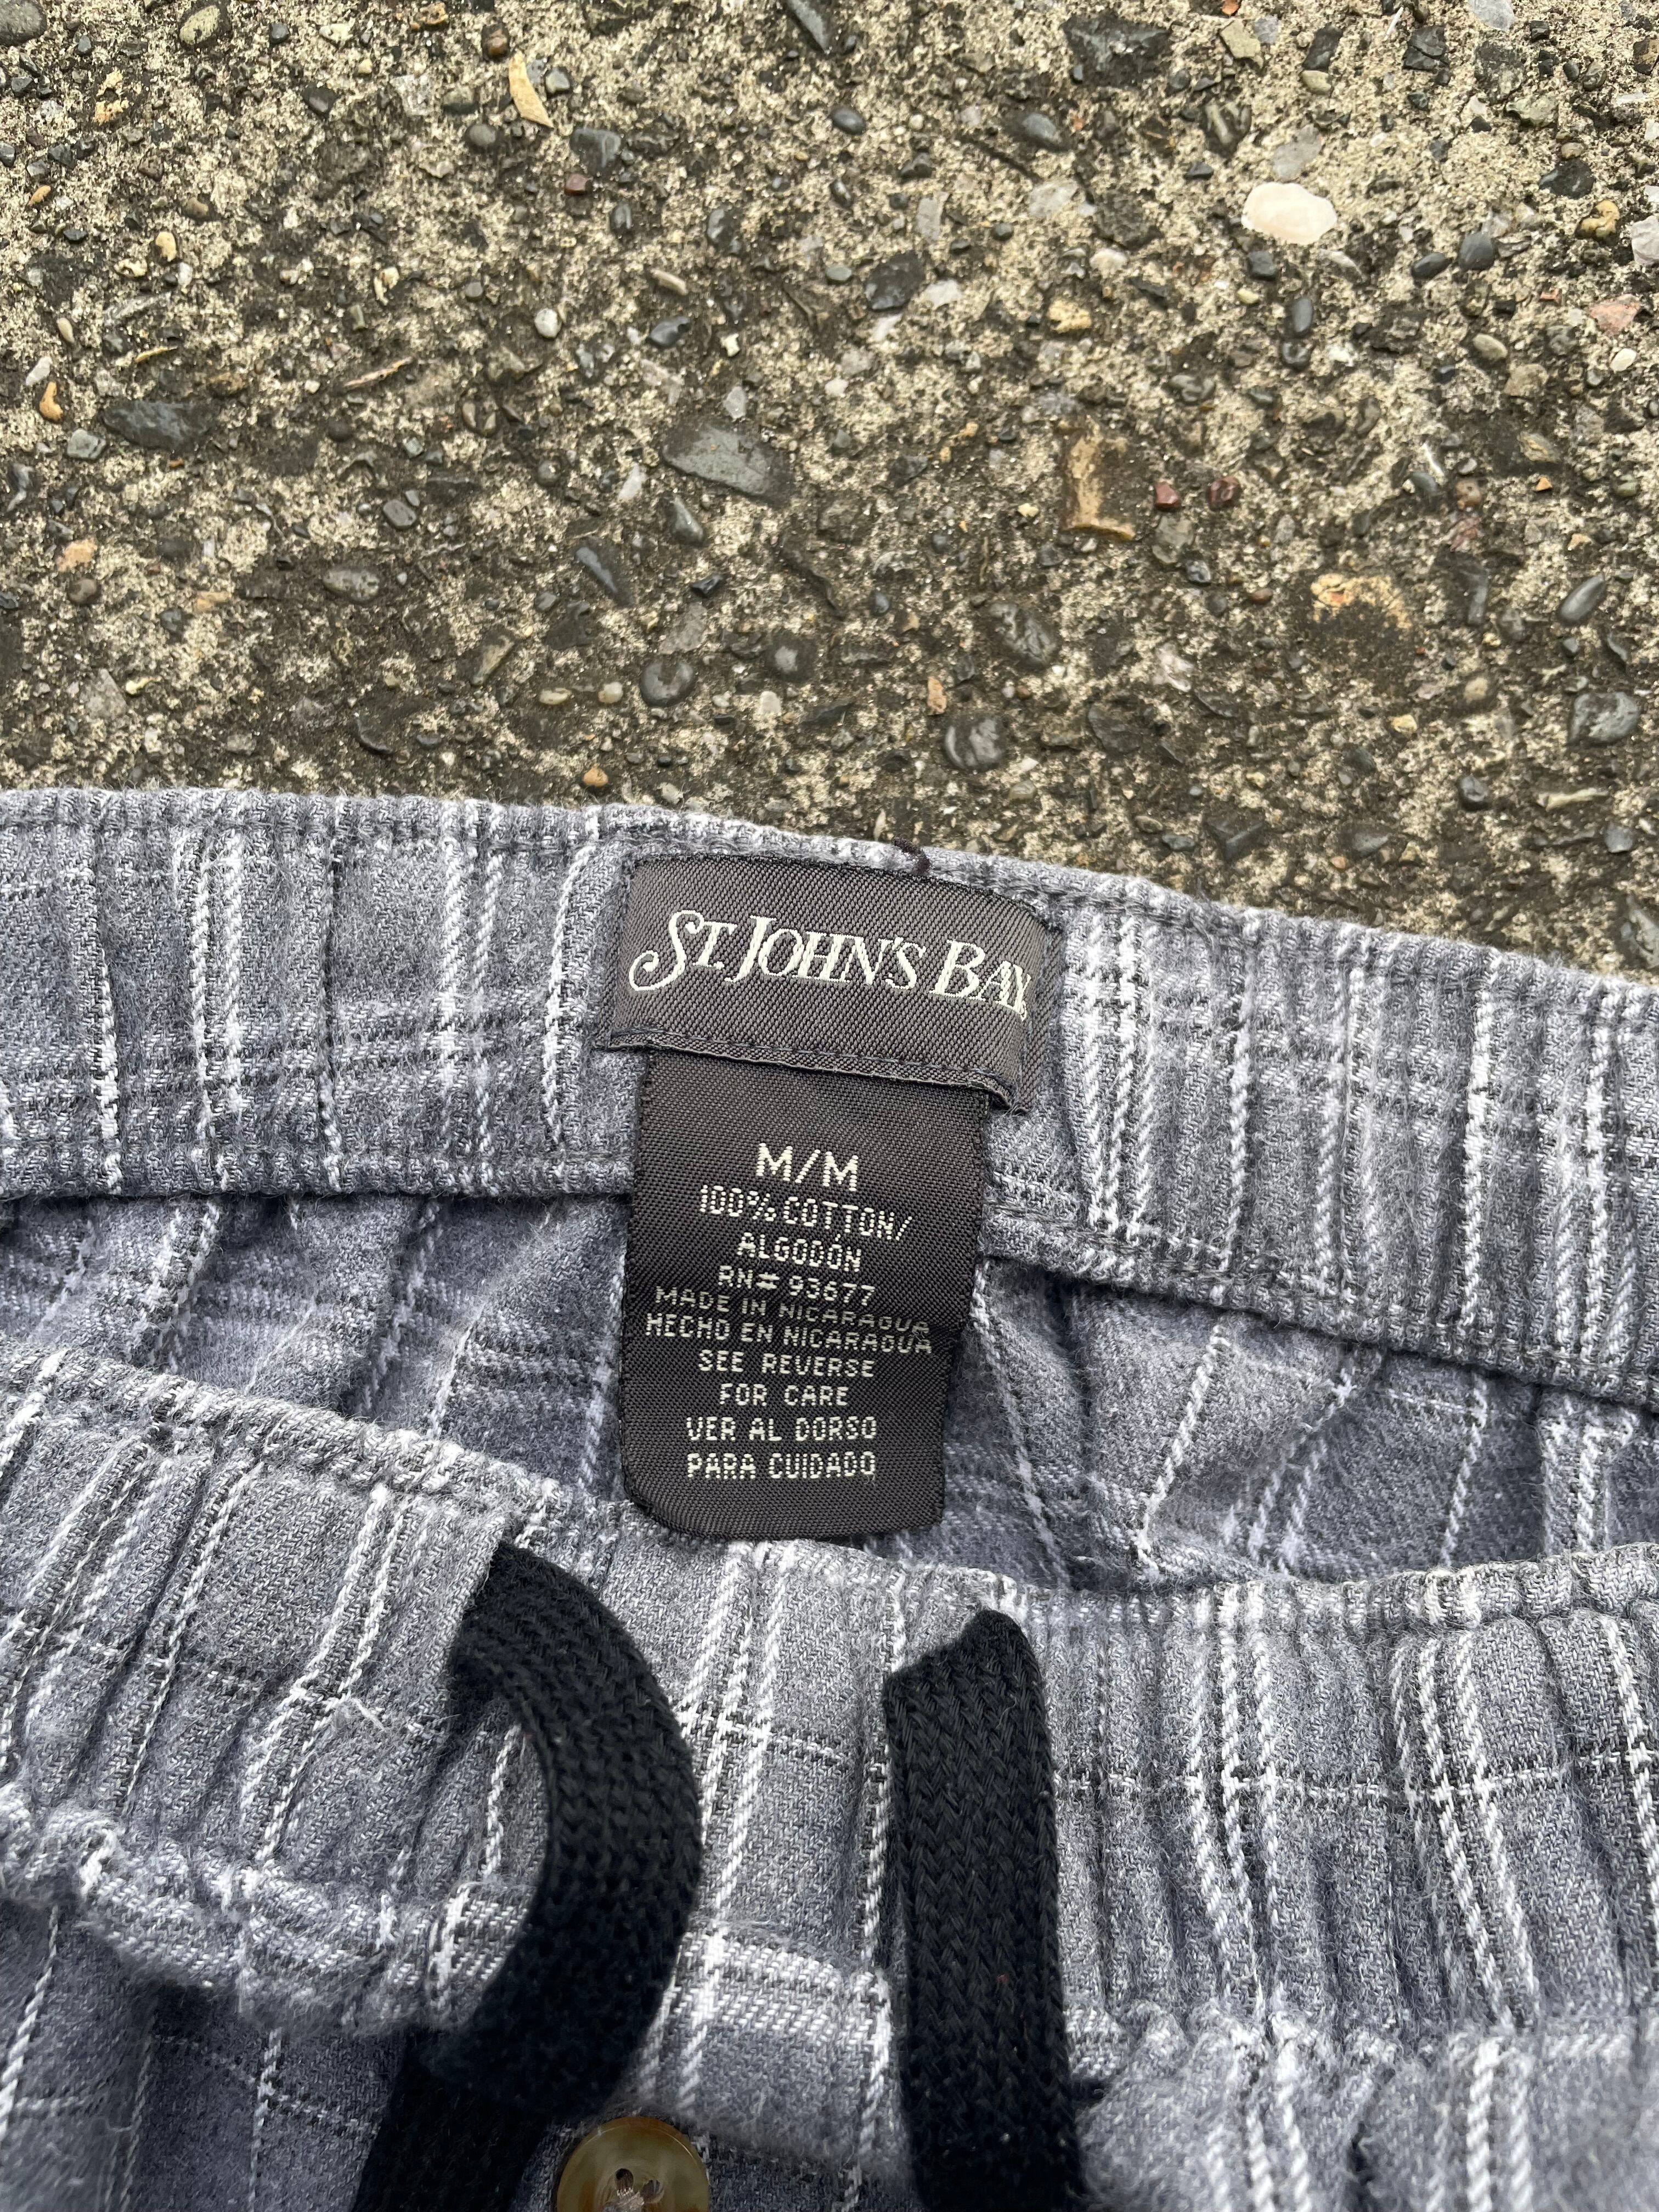 ST. JOHN'S BAY
M/M
100% COTTON/
ALGODÓN
RN# 93677
MADE IN NICARAGUA
HECHO EN NICARAGUA
SEE REVERSE
FOR CARE
VER AL DORSO
PARA CUIDADO